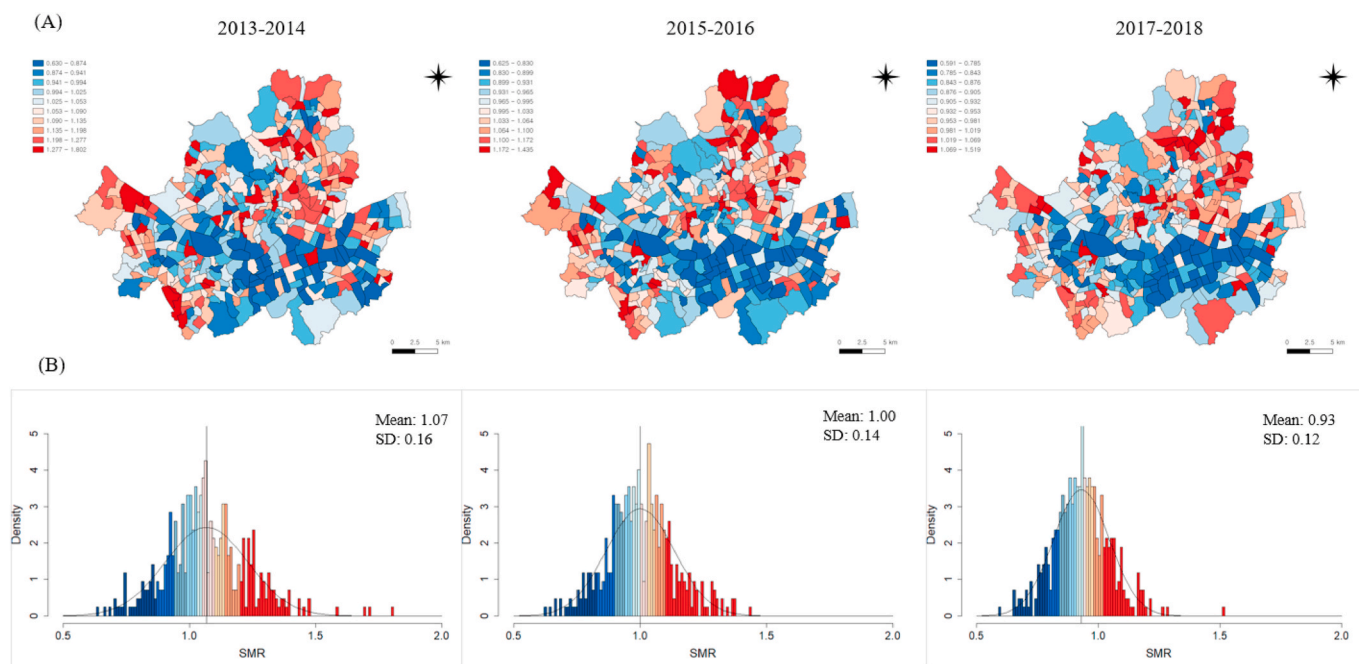 (A)
2013-2014
2015-2016
2017-2018
0.630 – 0.874
0.874 – 0.941
0.941 – 0.994
0.994 – 1.025
1.025 – 1.053
1.053 – 1.090
1.090 – 1.135
1.135 – 1.198
1.198 – 1.277
1.277 – 1.802
0 2.5 5 km
0.625 – 0.830
0.830 – 0.899
0.899 – 0.931
0.931 – 0.965
0.965 – 0.995
0.995 – 1.033
1.033 – 1.064
1.064 – 1.100
1.100 – 1.172
1.172 – 1.435
0 2.5 5 km
0.591 – 0.785
0.785 – 0.843
0.843 – 0.876
0.876 – 0.905
0.905 – 0.932
0.932 – 0.953
0.953 – 0.981
0.981 – 1.019
1.019 – 1.069
1.069 – 1.519
0 2.5 5 km
(B)
Mean: 1.07
SD: 0.16
5
4
3
2
1
0
Density
0.5 1.0 1.5 2.0
SMR
Mean: 1.00
SD: 0.14
5
4
3
2
1
0
Density
0.5 1.0 1.5 2.0
SMR
Mean: 0.93
SD: 0.12
5
4
3
2
1
0
Density
0.5 1.0 1.5 2.0
SMR